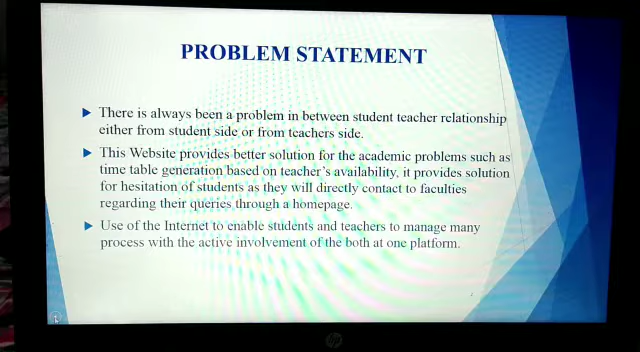 PROBLEM STATEMENT
There is always been a problem in between student teacher relationship
either from student side or from teachers side.
This Website provides better solution for the academic problems such as
time table generation based on teacher's availability, it provides solution
for hesitation of students as they will directly contact to faculties
regarding their queries through a homepage.
Use of the Internet to enable students and teachers to manage many
process with the active involvement of the both at one platform.
hp